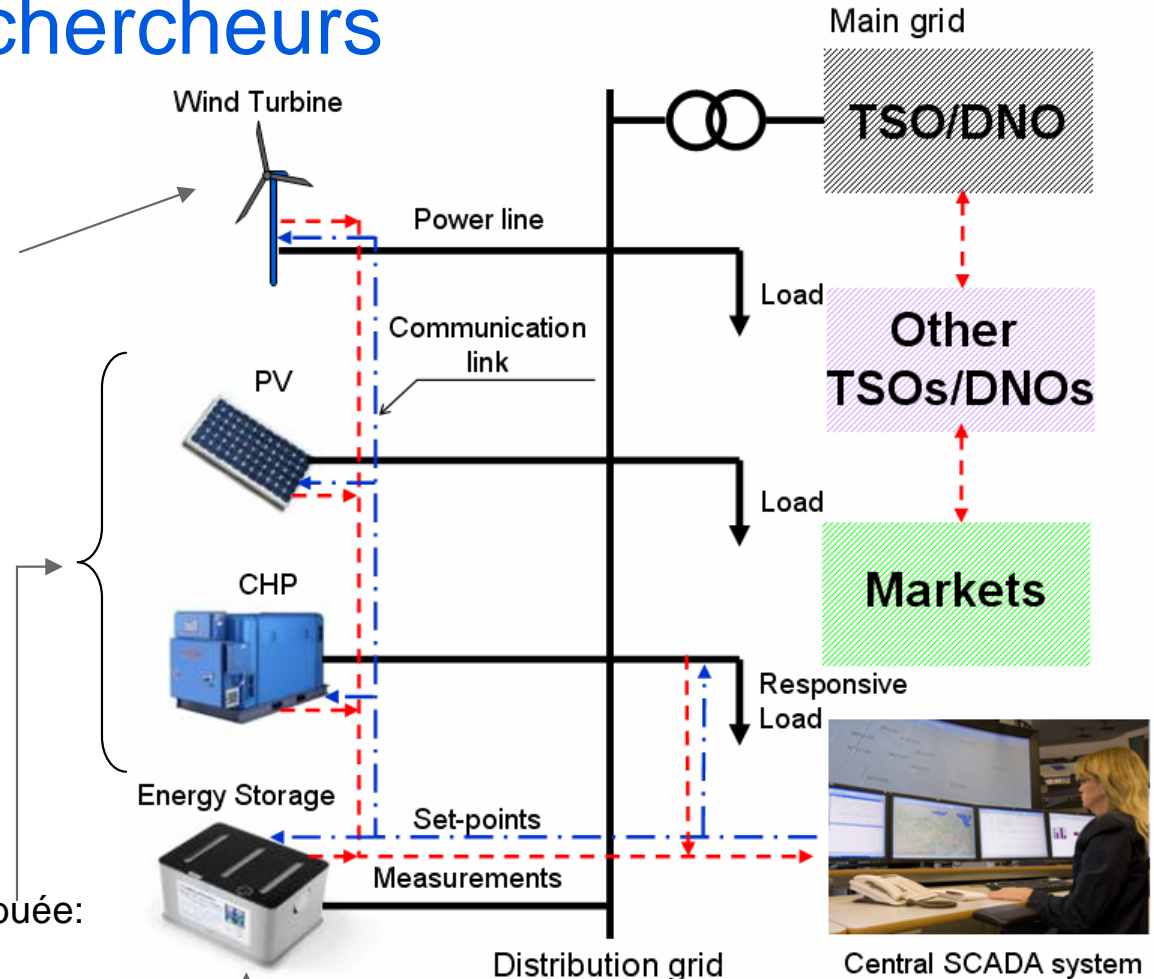 chercheurs
Main grid
Wind Turbine
TSO/DNO
Power line
Load
Communication
link
Other
TSOs/DNOs
PV
Load
Markets
CHP
Responsive
Load
Energy Storage
Set-points
Measurements
ouée:
Distribution grid
Central SCADA system